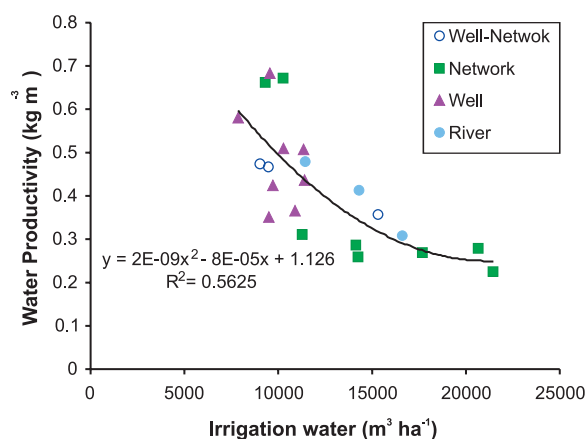 0.8
0.7
0.6
0.5
0.4
0.3
0.2
0.1
0
Water Productivity (kg m⁻³)
Well-Netwok
Network
Well
River
y = 2E-09x² - 8E-05x + 1.126
R² = 0.5625
0 5000 10000 15000 20000 25000
Irrigation water (m³ ha⁻¹)